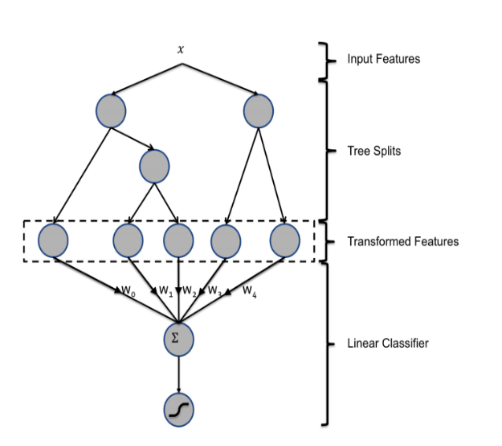 x
Input Features
Tree Splits
Transformed Features
W₀ W₁ W₂ W₃ W₄
Σ
Linear Classifier